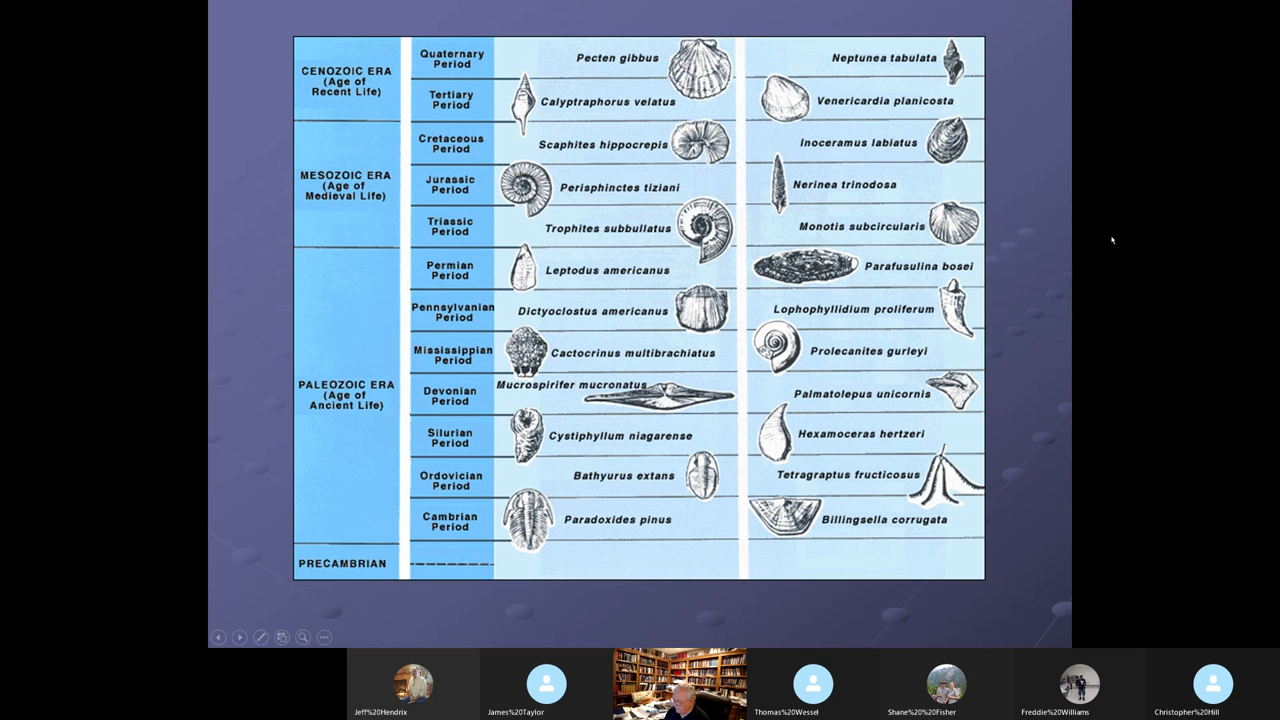 CENOZOIC ERA
(Age of
Recent Life)
MESOZOIC ERA
(Age of
Medieval Life)
PALEOZOIC ERA
(Age of
Ancient Life)
PRECAMBRIAN
Quaternary
Period
Pecten gibbus
Neptunea tabulata
Tertiary
Period
Calyptraphorus velatus
Venericardia planicosta
Cretaceous
Period
Scaphites hippocrepis
Inoceramus labiatus
Jurassic
Period
Perisphinctes tiziani
Nerinea trinodosa
Triassic
Period
Trophites subbullatus
Monotis subcircularis
Permian
Period
Leptodus americanus
Parafusulina bosei
Pennsylvanian
Period
Dictyoclostus americanus
Lophophyllidium proliferum
Mississippian
Period
Cactocrinus multibrachiatus
Prolecanites gurleyi
Devonian
Period
Mucrospirifer mucronatus
Palmatolepus unicornis
Silurian
Period
Cystiphyllum niagarense
Hexamoceras hertzeri
Ordovician
Period
Bathyurus extans
Tetragraptus fructicosus
Cambrian
Period
Paradoxides pinus
Billingsella corrugata
Jeff%20Hendrix
James%20Taylor
Thomas%20Wessel
Shane%20%20Fisher
Freddie%20Williams
Christopher%20Hill